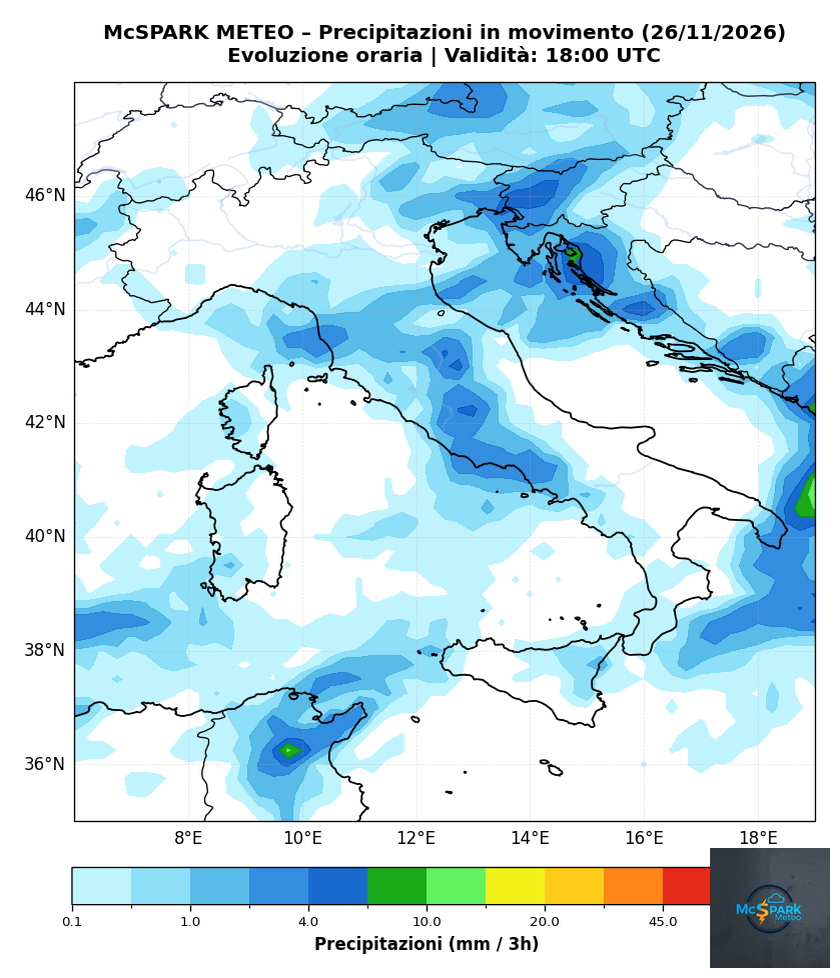 McSPARK METEO – Precipitazioni in movimento (26/11/2026)
Evoluzione oraria | Validità: 18:00 UTC
46°N
44°N
42°N
40°N
38°N
36°N
8°E 10°E 12°E 14°E 16°E 18°E
0.1 1.0 4.0 10.0 20.0 45.0
Precipitazioni (mm / 3h)
McSPARK
Meteo